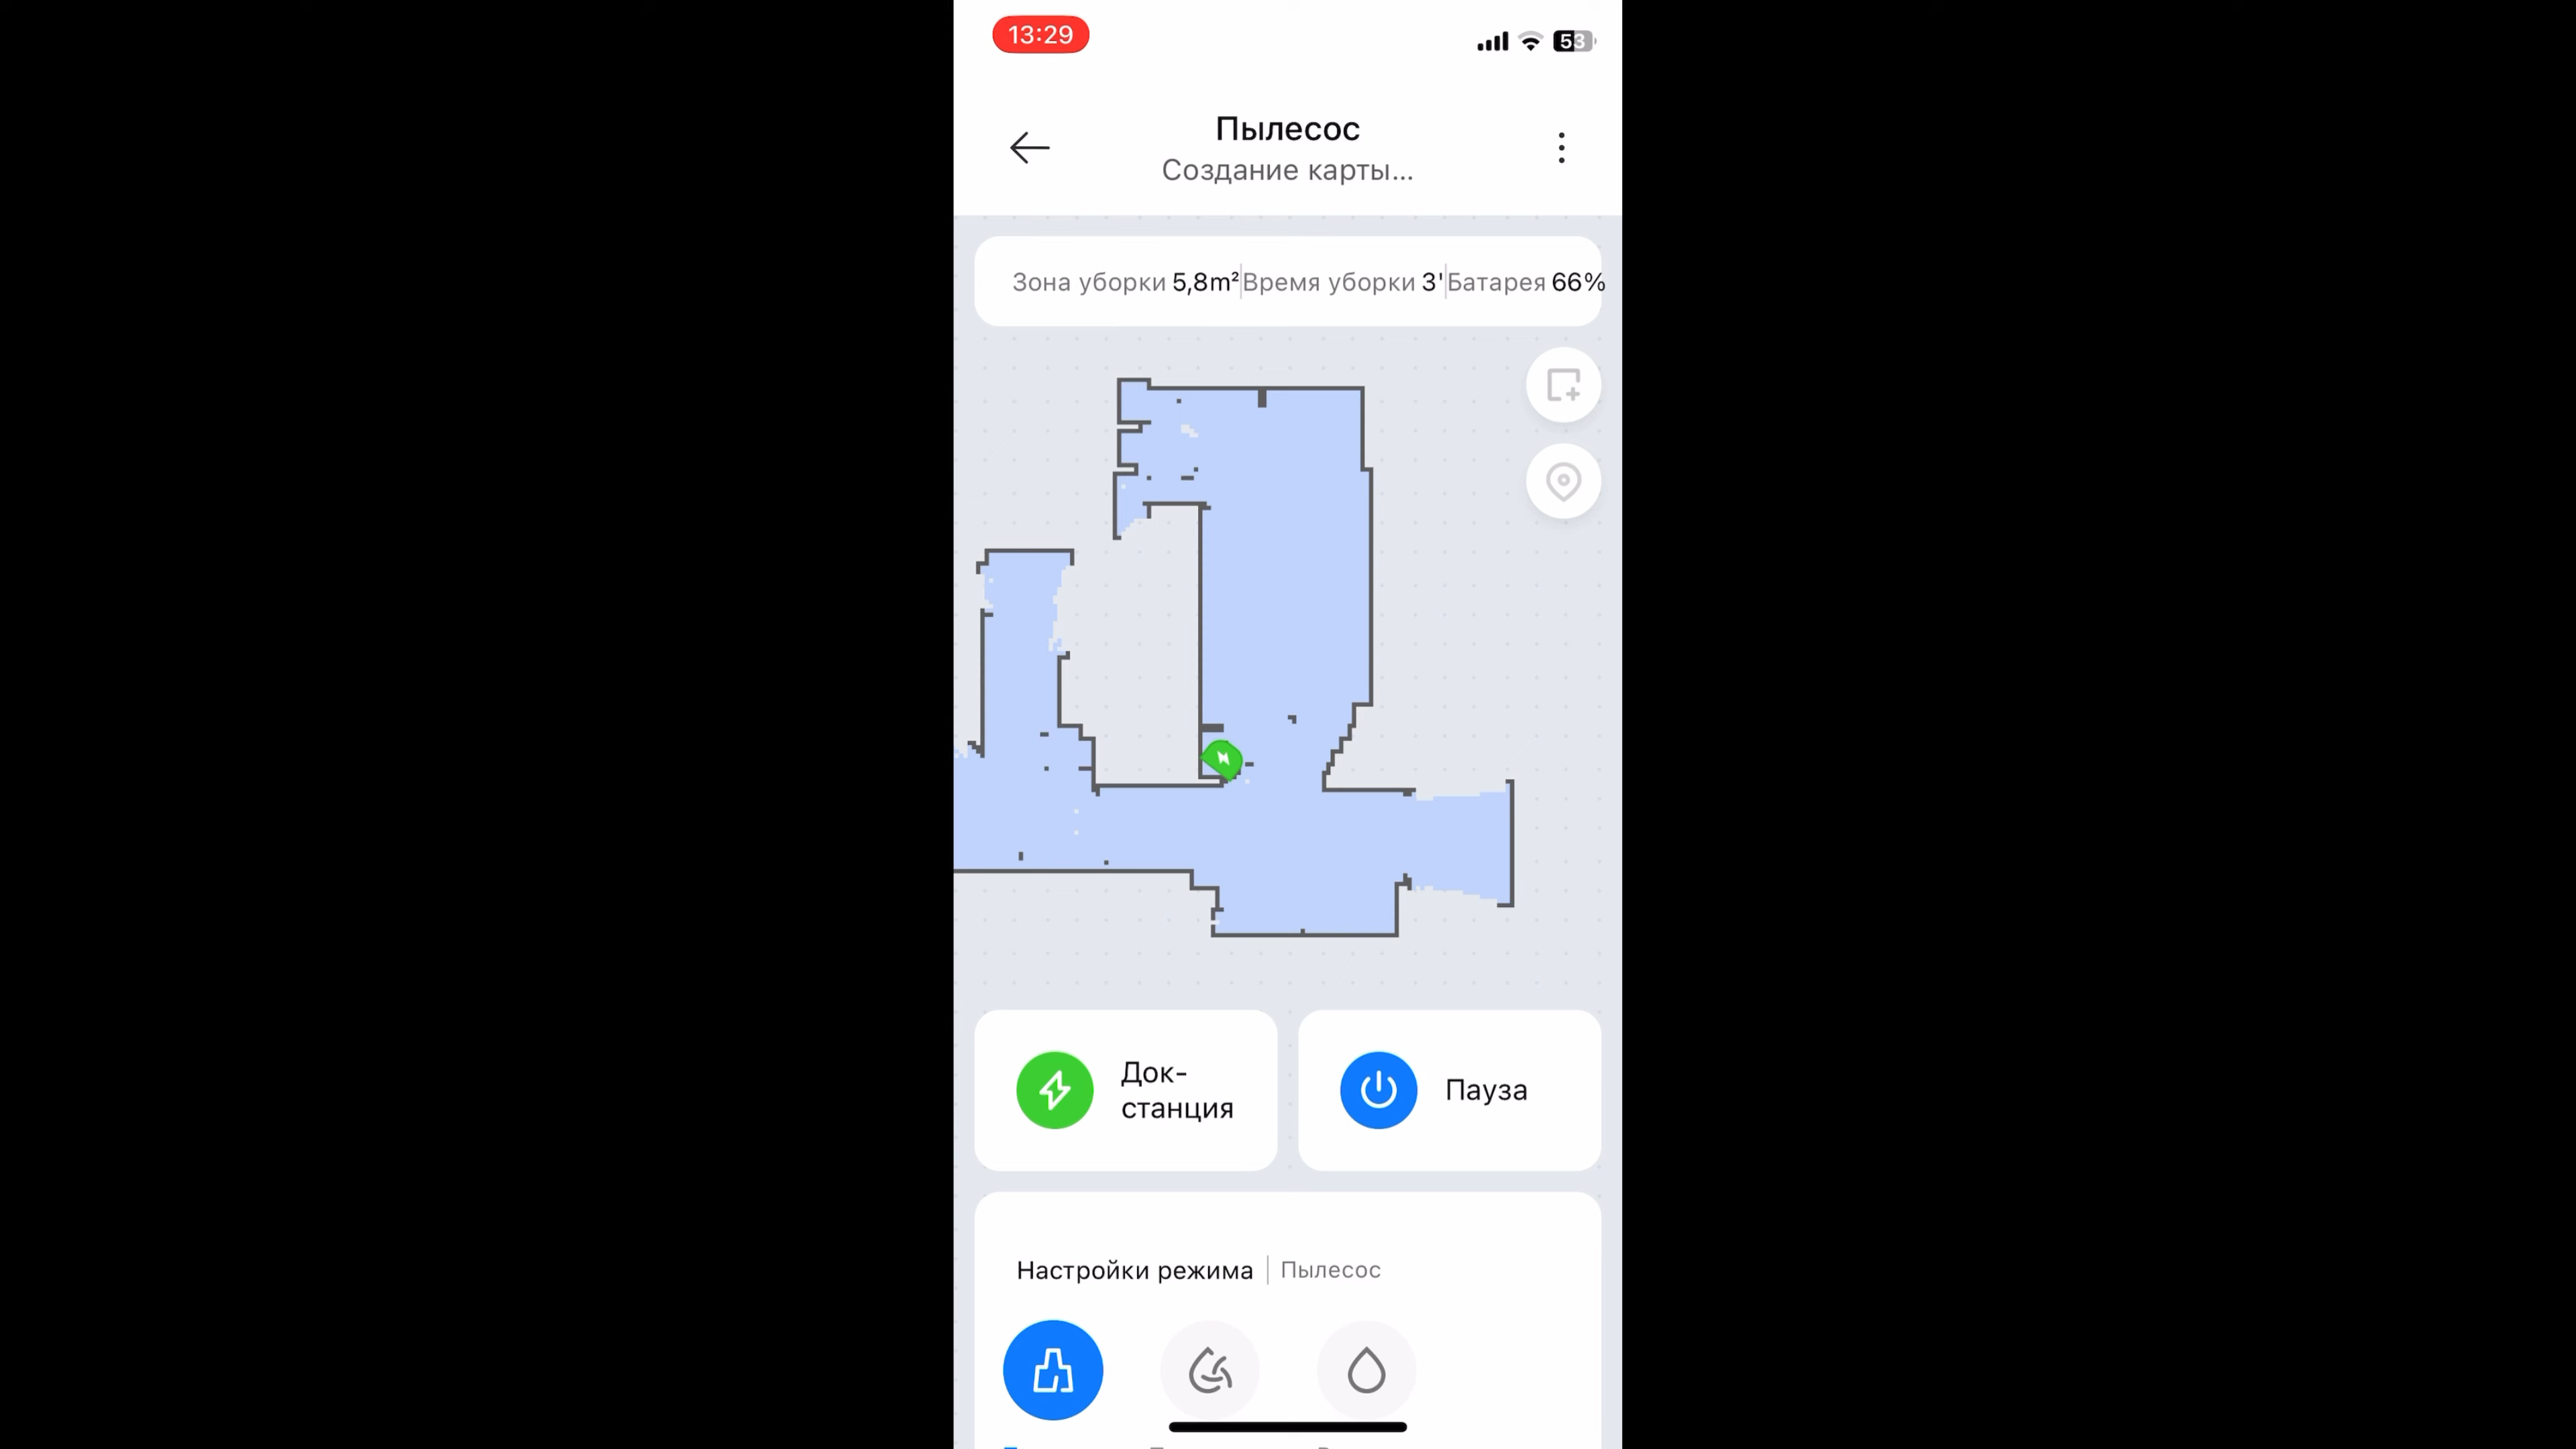 13:29
53
Пылесос
Создание карты...
Зона уборки 5,8m² Время уборки 3' Батарея 66%
Док-
станция
Пауза
Настройки режима Пылесос